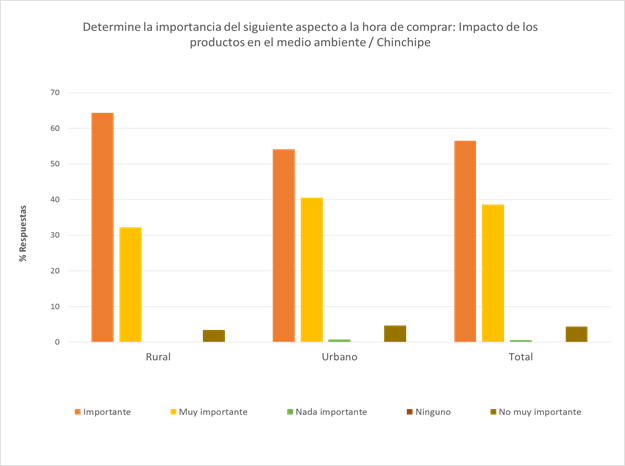 Determine la importancia del siguiente aspecto a la hora de comprar: Impacto de los
productos en el medio ambiente / Chinchipe
70
60
50
40
30
20
10
0
% Respuestas
Rural
Urbano
Total
Importante
Muy importante
Nada importante
Ninguno
No muy importante